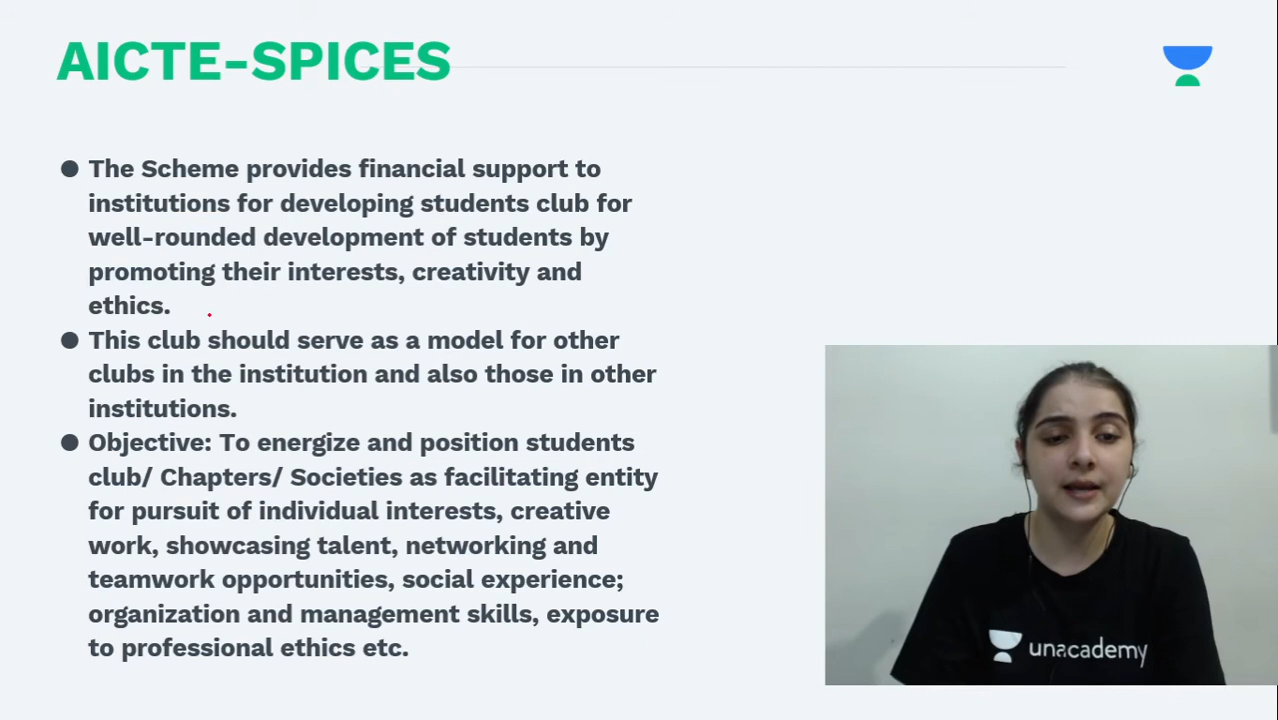 AICTE-SPICES
● The Scheme provides financial support to
institutions for developing students club for
well-rounded development of students by
promoting their interests, creativity and
ethics.
● This club should serve as a model for other
clubs in the institution and also those in other
institutions.
● Objective: To energize and position students
club/ Chapters/ Societies as facilitating entity
for pursuit of individual interests, creative
work, showcasing talent, networking and
teamwork opportunities, social experience;
organization and management skills, exposure
to professional ethics etc.
unacademy